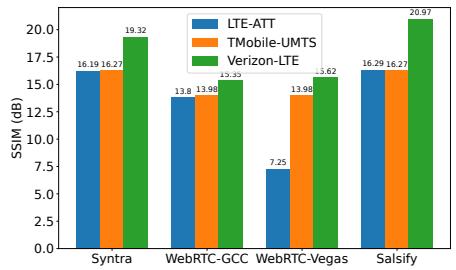 20.0
17.5
15.0
12.5
10.0
7.5
5.0
2.5
0.0
SSIM (dB)
LTE-ATT
TMobile-UMTS
Verizon-LTE
16.19 16.27 19.32
13.8 13.98 15.35
7.25 13.98 15.62
16.29 16.27 20.97
Syntra WebRTC-GCC WebRTC-Vegas Salsify